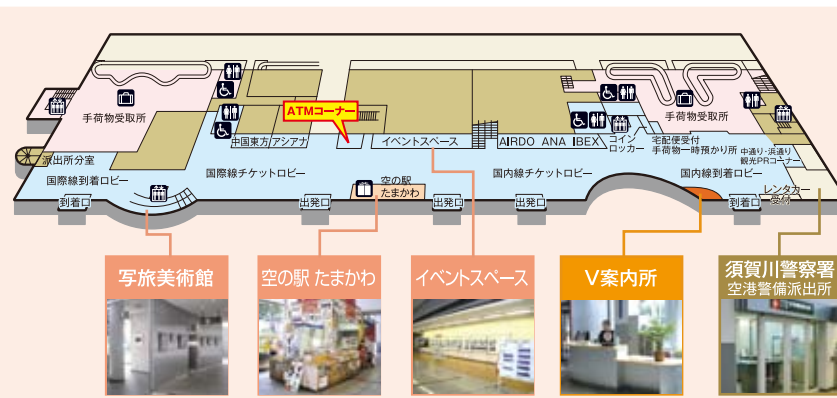 手荷物受取所
ATMコーナー
手荷物受取所
中国東方
アシアナ
イベントスペース
AIRDO ANA IBEX
コイン
ロッカー
宅配便受付
手荷物一時預かり所
中通り・浜通り
観光PRコーナー
派出所分室
国際線到着ロビー
国際線チケットロビー
空の駅
たまかわ
国内線チケットロビー
国内線到着ロビー
レンタカー
受付
到着口
出発口
出発口
出発口
到着口
写旅美術館
空の駅 たまかわ
イベントスペース
V案内所
須賀川警察署
空港警備派出所